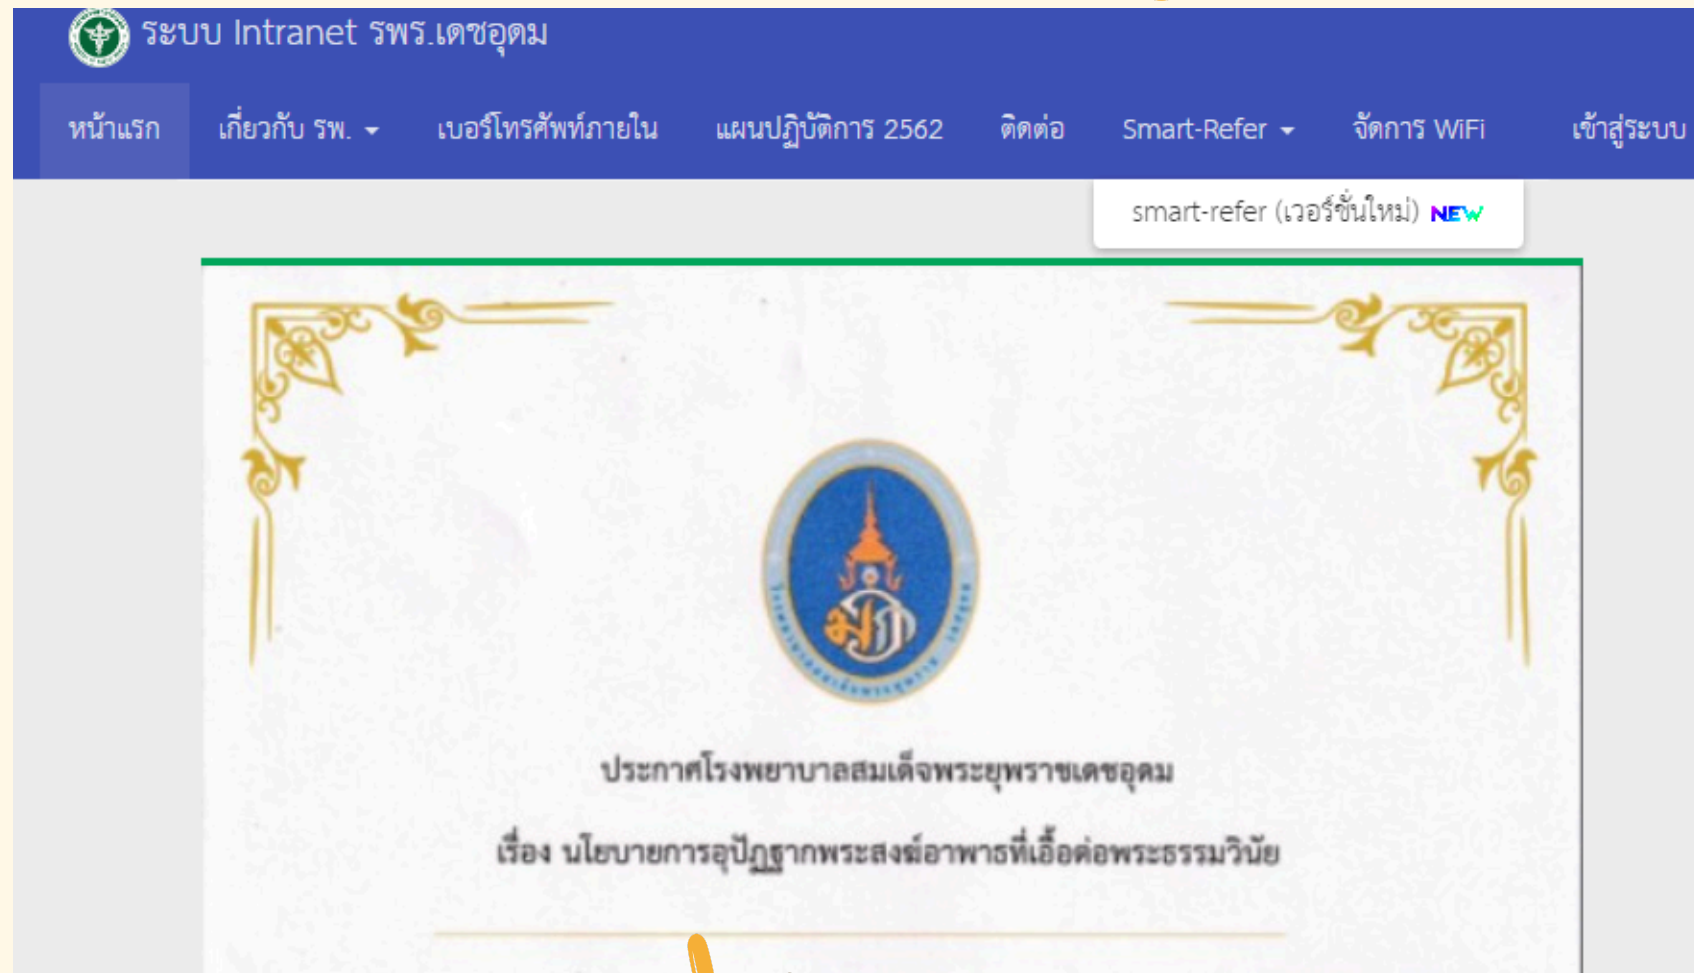 ระบบ Intranet รพร.เดชอุดม
หน้าแรก เกี่ยวกับ รพ. เบอร์โทรศัพท์ภายใน แผนปฏิบัติการ 2562 ติดต่อ Smart-Refer จัดการ WiFi เข้าสู่ระบบ
smart-refer (เวอร์ชั่นใหม่) NEW
ประกาศโรงพยาบาลสมเด็จพระยุพราชเดชอุดม
เรื่อง นโยบายการอุปัฏฐากพระสงฆ์อาพาธที่เอื้อต่อพระธรรมวินัย